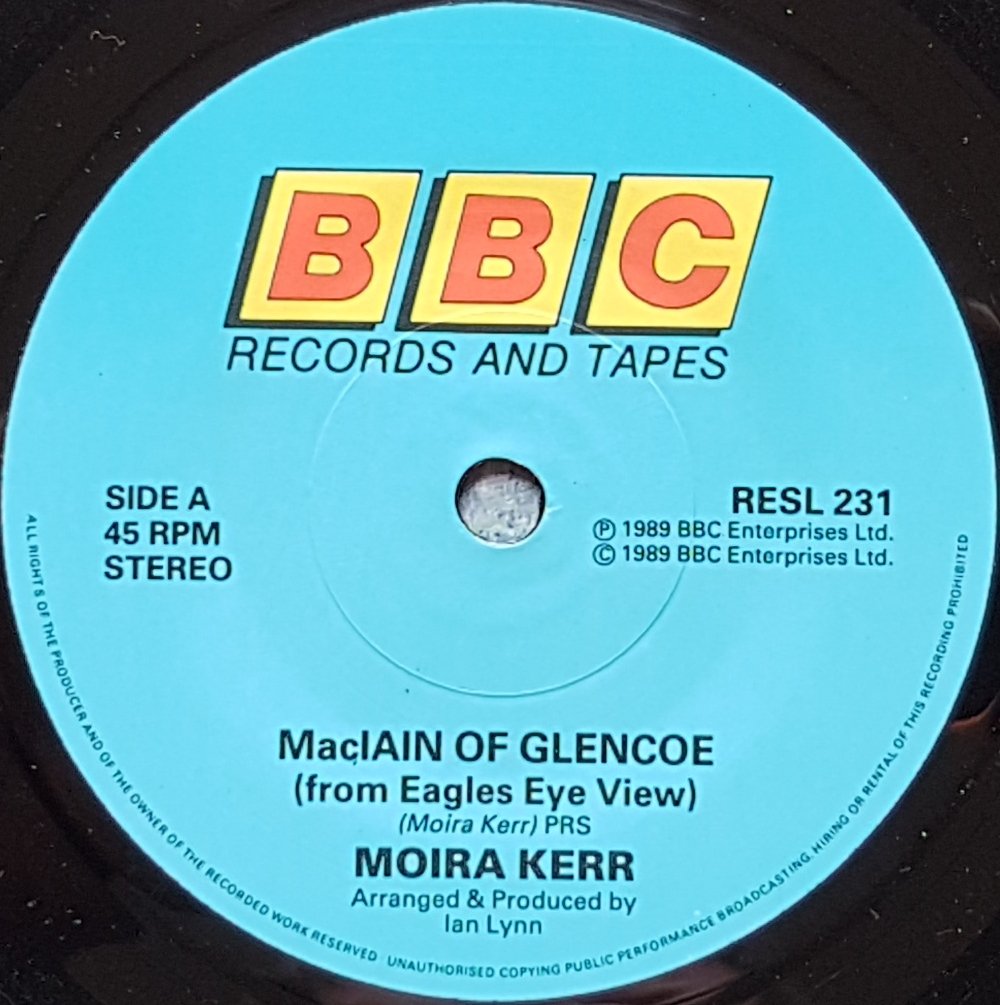 BBC
RECORDS AND TAPES
SIDE A
45 RPM
STEREO
RESL 231
Ⓟ 1989 BBC Enterprises Ltd.
© 1989 BBC Enterprises Ltd.
MacIAIN OF GLENCOE
(from Eagles Eye View)
(Moira Kerr) PRS
MOIRA KERR
Arranged & Produced by
Ian Lynn
ALL RIGHTS OF THE PRODUCER AND OF THE OWNER OF THE RECORDED WORK RESERVED UNAUTHORISED COPYING PUBLIC PERFORMANCE BROADCASTING. HIRING OR RENTAL OF THIS RECORDING PROHIBITED